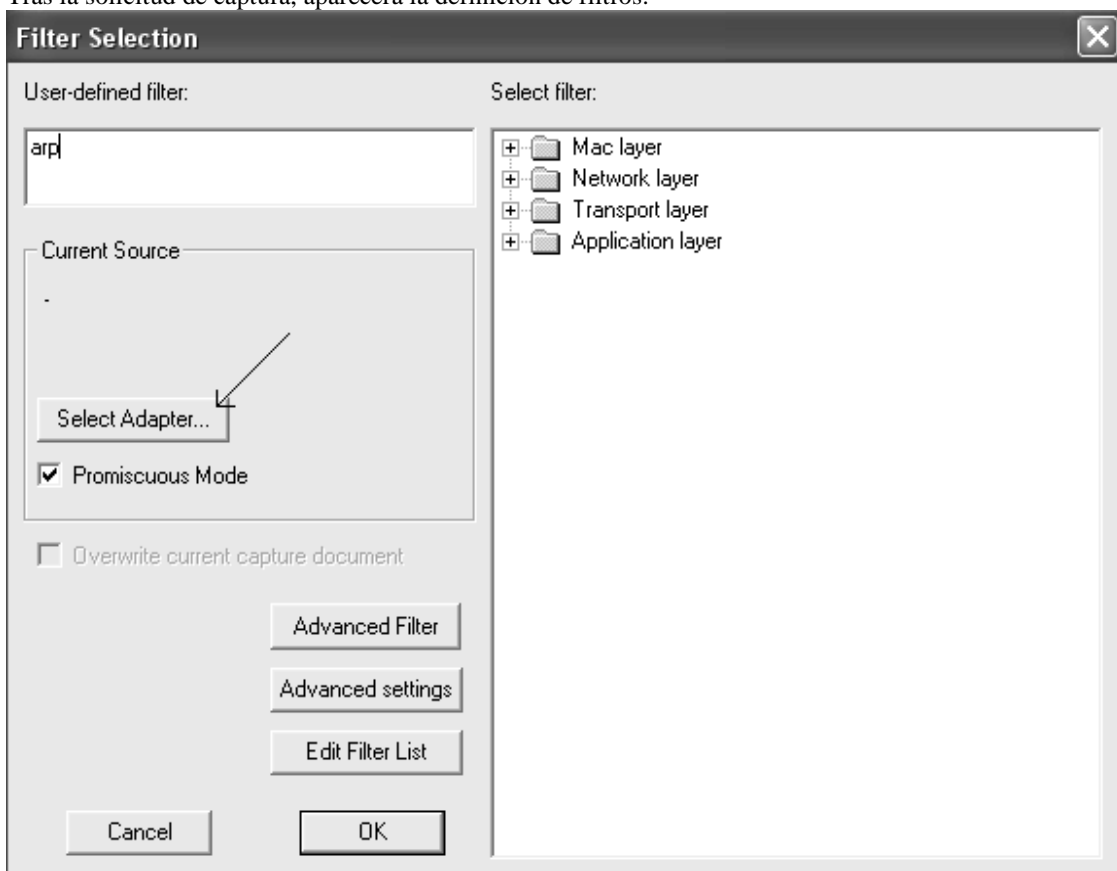 Tras la solicitud de captura, aparecerá la definición de filtros.
Filter Selection
User-defined filter:
arp
Current Source
-
Select Adapter...
Promiscuous Mode
Overwrite current capture document
Advanced Filter
Advanced settings
Edit Filter List
Cancel
OK
Select filter:
Mac layer
Network layer
Transport layer
Application layer